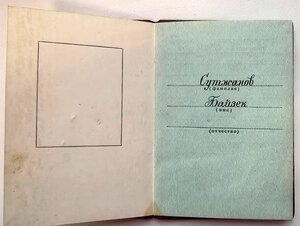 Сутжанов
(фамилия)
Байзек
(имя)
(отчество)